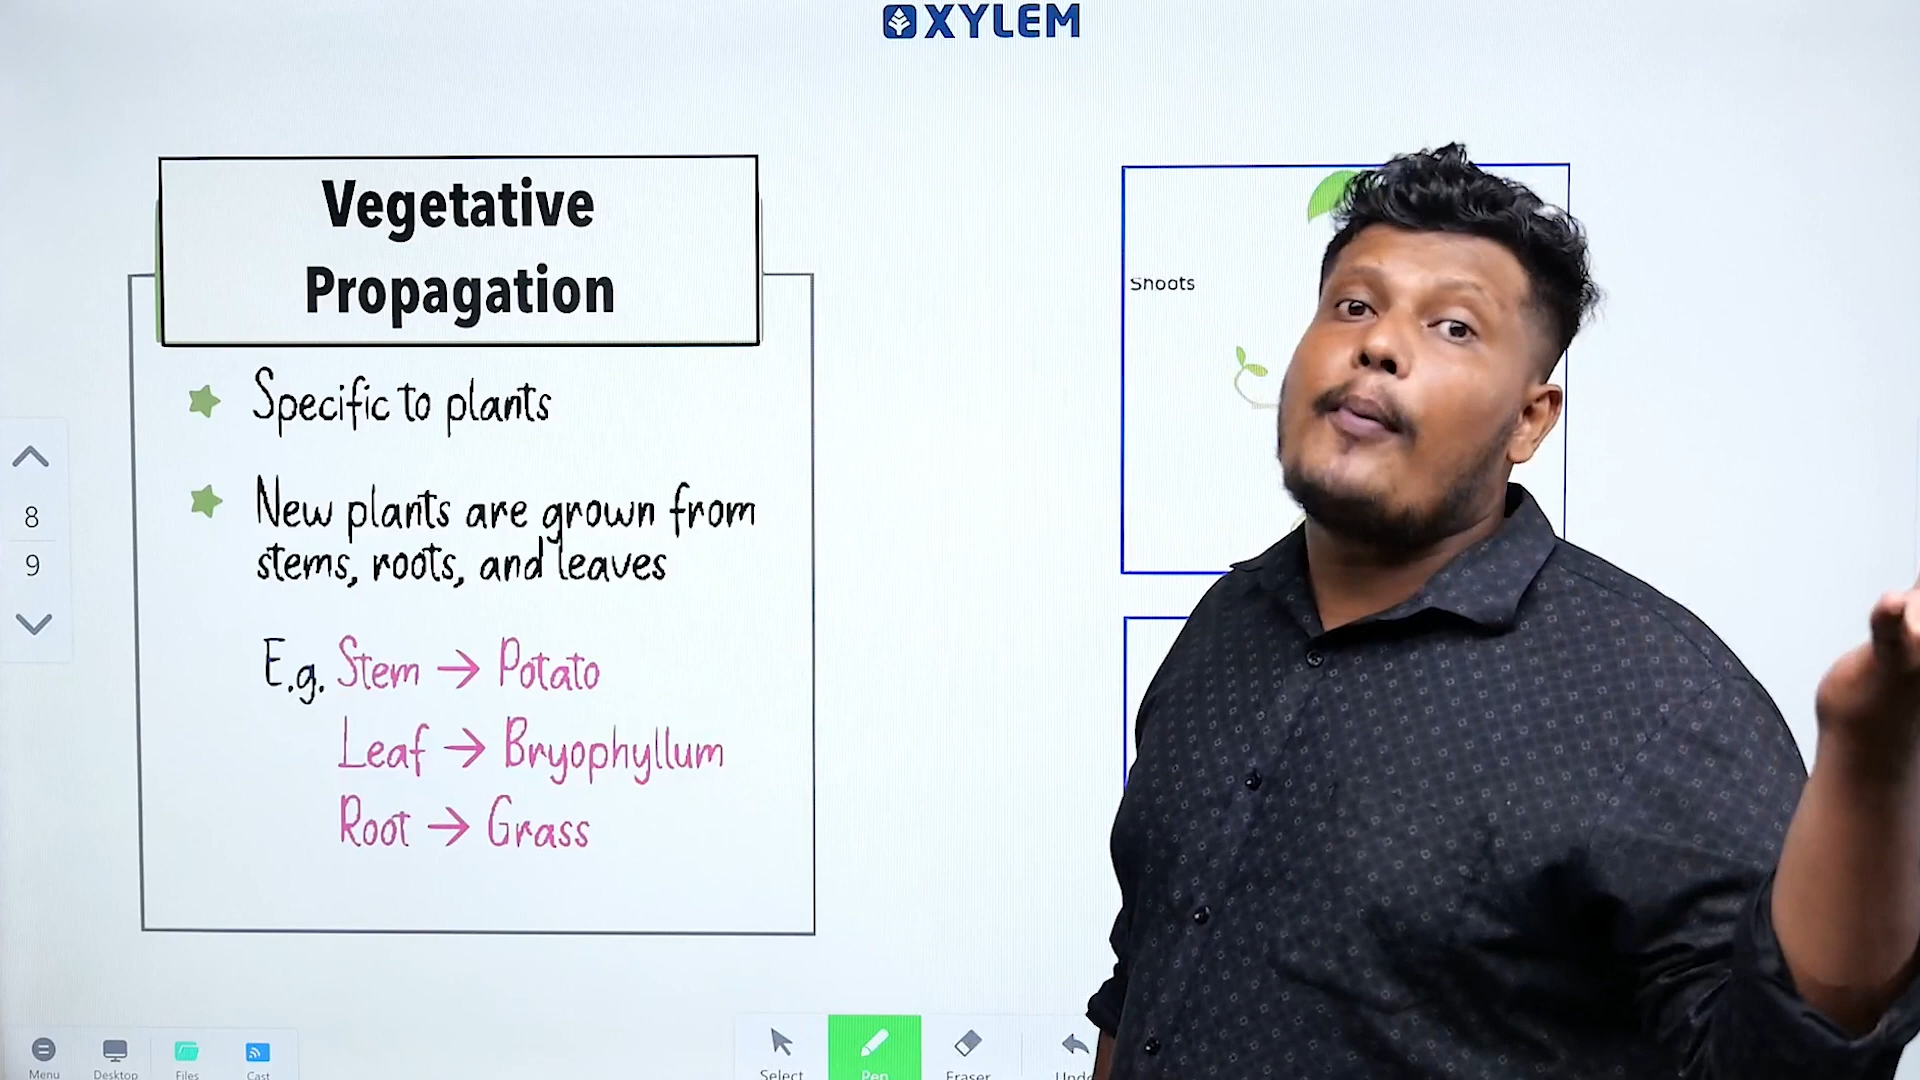 XYLEM
Vegetative
Propagation
Specific to plants
New plants are grown from
stems, roots, and leaves
E.g. Stem → Potato
Leaf → Bryophyllum
Root → Grass
Shoots
8
9
Menu
Desktop
Files
Cast
Select
Pen
Eraser
Undo